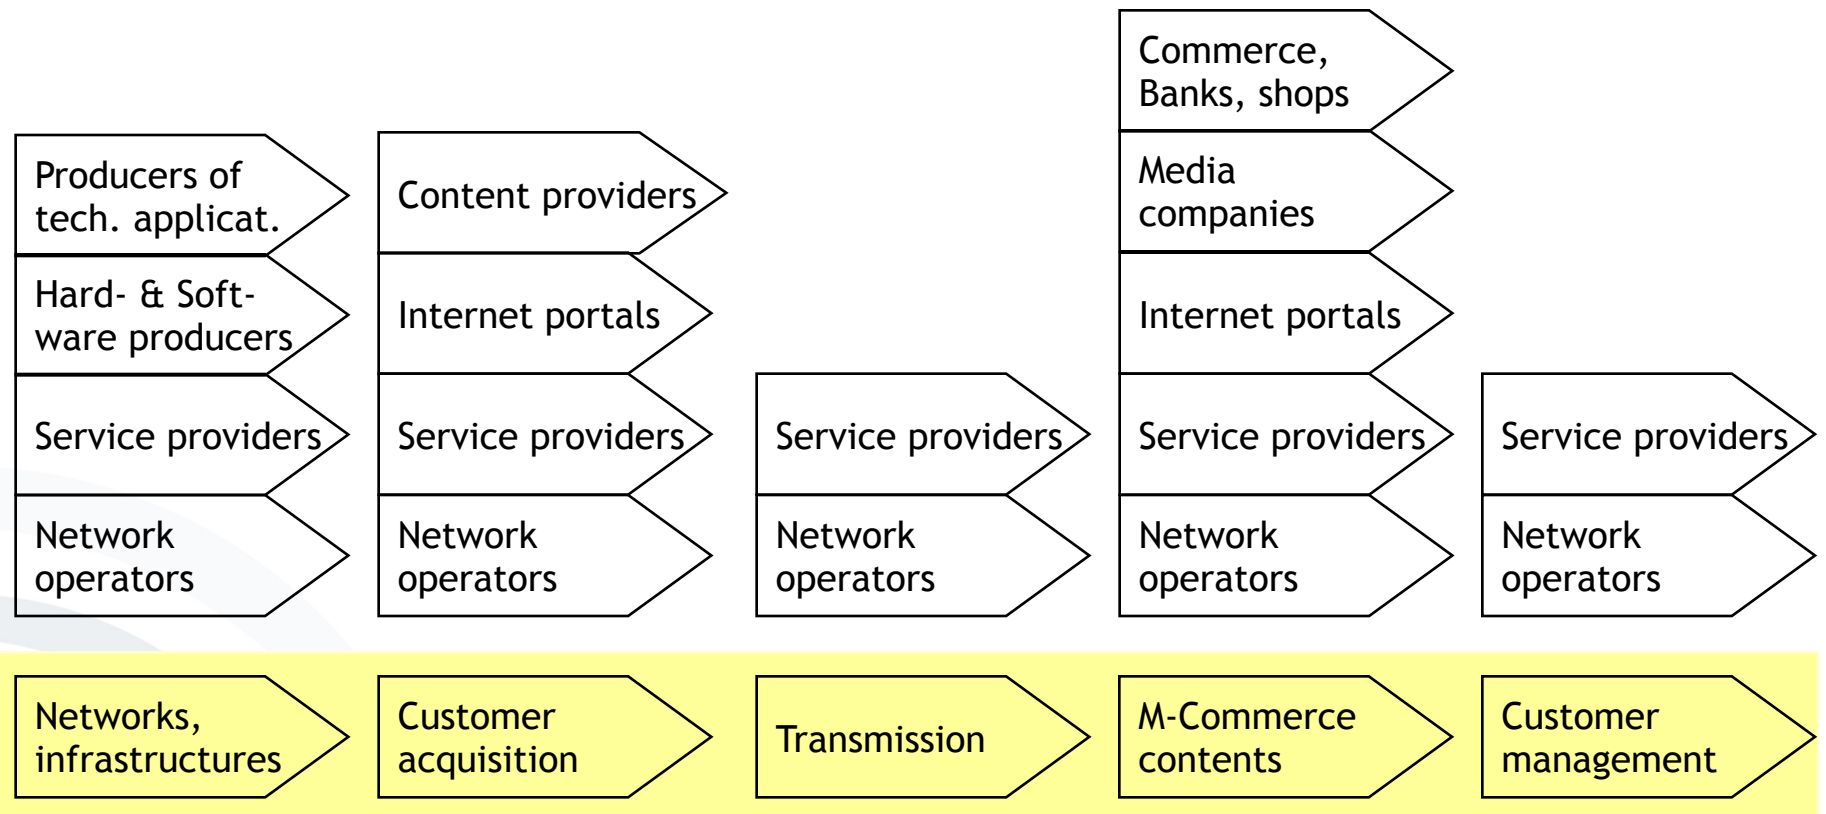 Commerce,
Banks, shops
Producers of
tech. applicat.
Content providers
Media
companies
Hard- & Soft-
ware producers
Internet portals
Internet portals
Service providers
Service providers
Service providers
Service providers
Service providers
Network
operators
Network
operators
Network
operators
Network
operators
Network
operators
Networks,
infrastructures
Customer
acquisition
Transmission
M-Commerce
contents
Customer
management